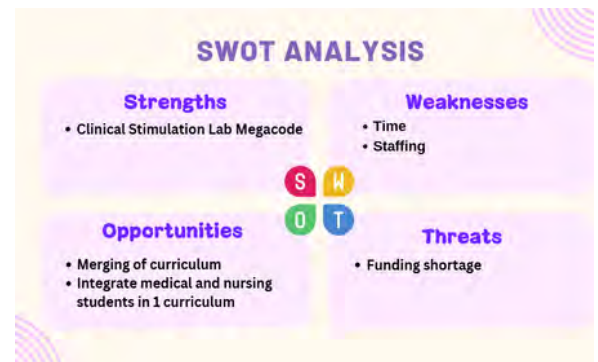 SWOT ANALYSIS
Strengths
• Clinical Stimulation Lab Megacode
Weaknesses
• Time
• Staffing
S W
O T
Opportunities
• Merging of curriculum
• Integrate medical and nursing
students in 1 curriculum
Threats
• Funding shortage